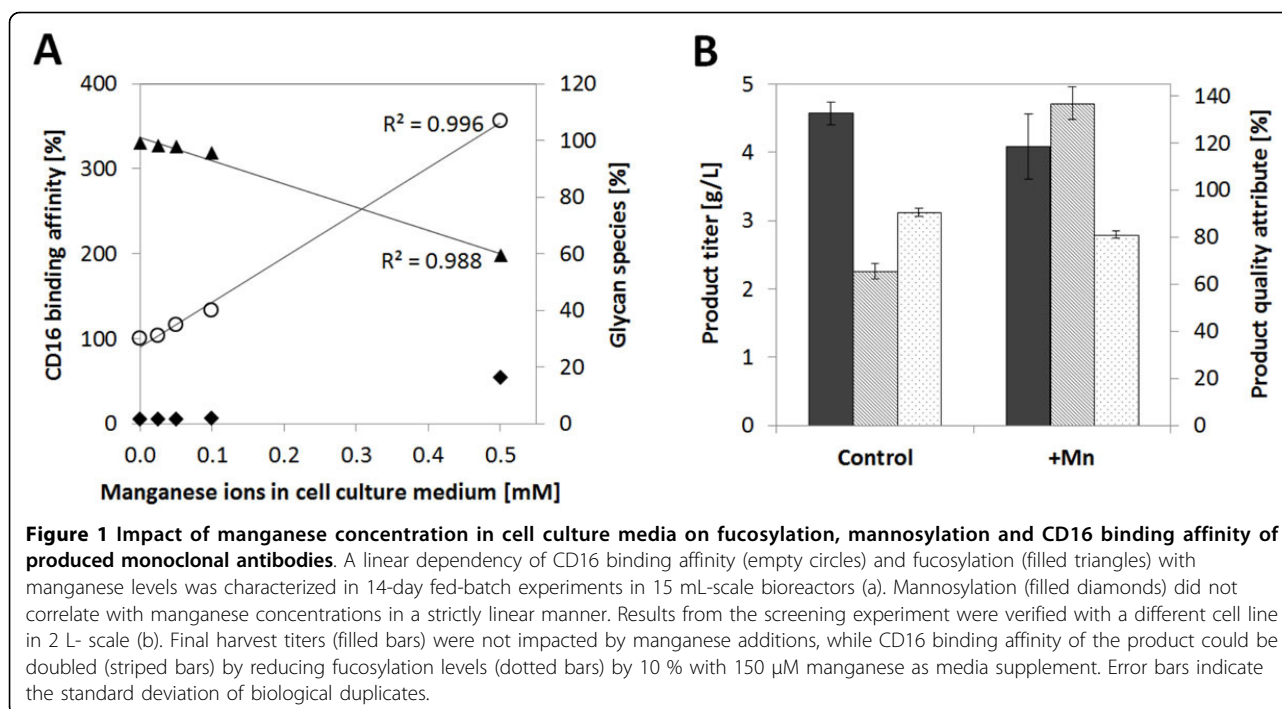 A
B
400
350
300
200
100
0
120
100
80
60
40
20
0
R² = 0.996
R² = 0.988
CD16 binding affinity [%]
Glycan species [%]
0.0 0.1 0.2 0.3 0.2 0.3 0.4 0.5
Manganese ions in cell culture medium [mM]
5
4
3
2
1
0
140
120
100
80
60
40
20
0
Product titer [g/L]
Product quality attribute [%]
Control +Mn
Figure 1 Impact of manganese concentration in cell culture media on fucosylation, mannosylation and CD16 binding affinity of
produced monoclonal antibodies. A linear dependency of CD16 binding affinity (empty circles) and fucosylation (filled triangles) with
manganese levels was characterized in 14-day fed-batch experiments in 15 mL-scale bioreactors (a). Mannosylation (filled diamonds) did not
correlate with manganese concentrations in a strictly linear manner. Results from the screening experiment were verified with a different cell line
in 2 L- scale (b). Final harvest titers (filled bars) were not impacted by manganese additions, while CD16 binding affinity of the product could be
doubled (striped bars) by reducing fucosylation levels (dotted bars) by 10 % with 150 μM manganese as media supplement. Error bars indicate
the standard deviation of biological duplicates.